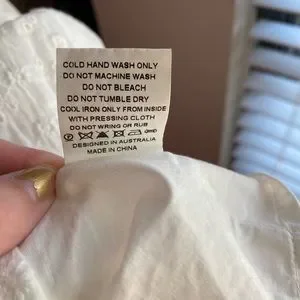 COLD HAND WASH ONLY
DO NOT MACHINE WASH
DO NOT BLEACH
DO NOT TUMBLE DRY
COOL IRON ONLY FROM INSIDE
WITH PRESSING CLOTH
DO NOT WRING OR RUB
DESIGNED IN AUSTRALIA
MADE IN CHINA